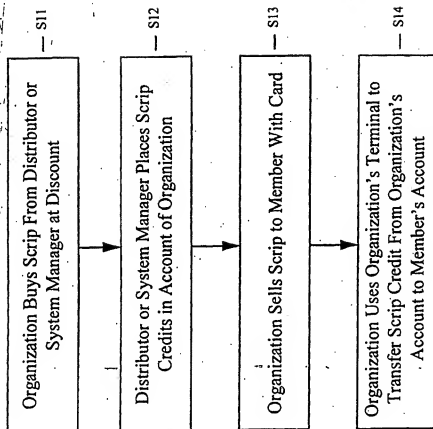 Organization Buys Scrip From Distributor or
System Manager at Discount
S11
Distributor or System Manager Places Scrip
Credits in Account of Organization
S12
Organization Sells Scrip to Member With Card
S13
Organization Uses Organization's Terminal to
Transfer Scrip Credit From Organization's
Account to Member's Account
S14